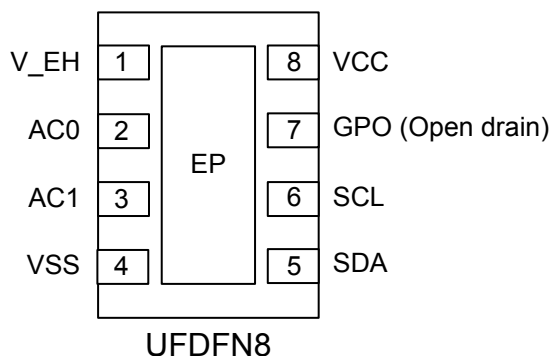 V_EH 1 8 VCC
AC0 2 7 GPO (Open drain)
EP
AC1 3 6 SCL
VSS 4 5 SDA
UFDFN8